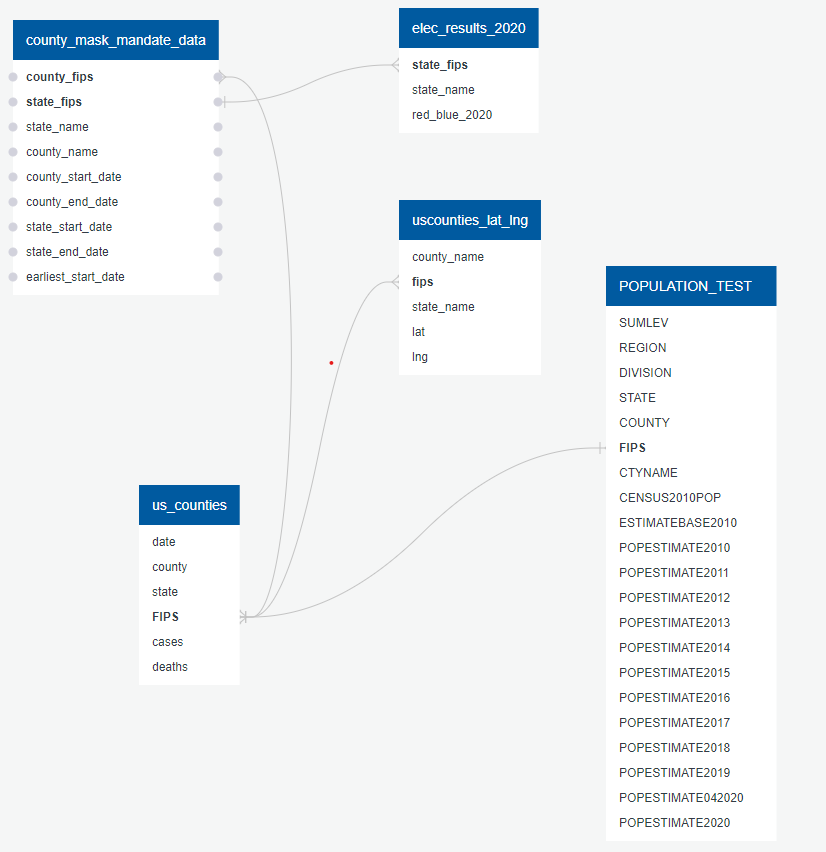 county_mask_mandate_data
county_fips
state_fips
state_name
county_name
county_start_date
county_end_date
state_start_date
state_end_date
earliest_start_date
elec_results_2020
state_fips
state_name
red_blue_2020
uscounties_lat_lng
county_name
fips
state_name
lat
lng
POPULATION_TEST
SUMLEV
REGION
DIVISION
STATE
COUNTY
FIPS
CTYNAME
CENSUS2010POP
ESTIMATEBASE2010
POPESTIMATE2010
POPESTIMATE2011
POPESTIMATE2012
POPESTIMATE2013
POPESTIMATE2014
POPESTIMATE2015
POPESTIMATE2016
POPESTIMATE2017
POPESTIMATE2018
POPESTIMATE2019
POPESTIMATE042020
POPESTIMATE2020
us_counties
date
county
state
FIPS
cases
deaths